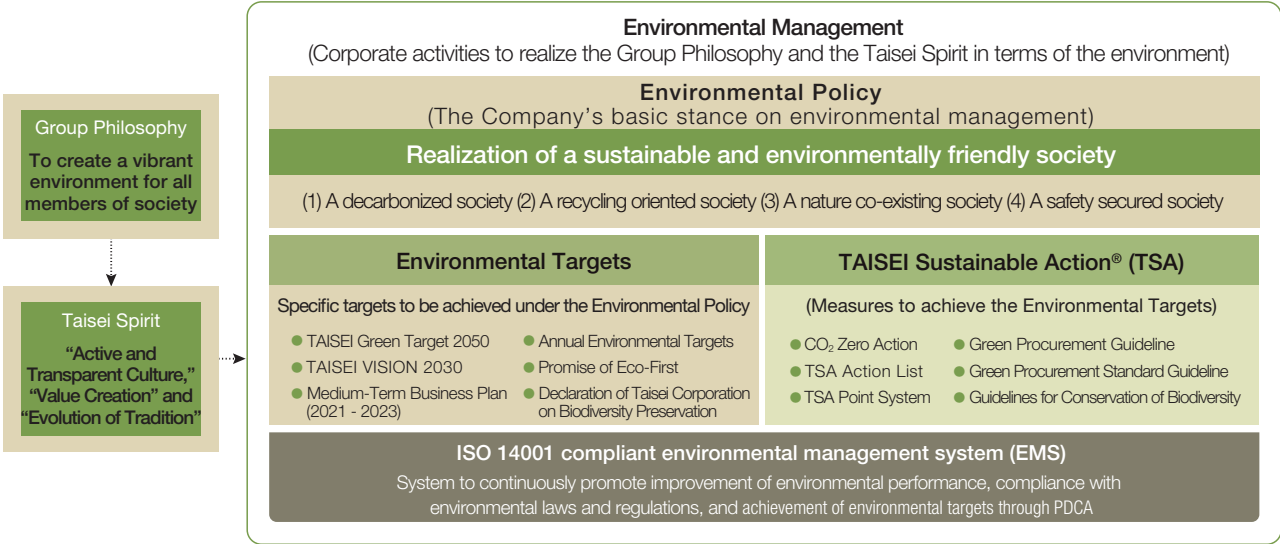 Group Philosophy
To create a vibrant
environment for all
members of society
Taisei Spirit
“Active and
Transparent Culture,”
“Value Creation” and
“Evolution of Tradition”
Environmental Management
(Corporate activities to realize the Group Philosophy and the Taisei Spirit in terms of the environment)
Environmental Policy
(The Company’s basic stance on environmental management)
Realization of a sustainable and environmentally friendly society
(1) A decarbonized society (2) A recycling oriented society (3) A nature co-existing society (4) A safety secured society
Environmental Targets
Specific targets to be achieved under the Environmental Policy
● TAISEI Green Target 2050
● TAISEI VISION 2030
● Medium-Term Business Plan
(2021 - 2023)
● Annual Environmental Targets
● Promise of Eco-First
● Declaration of Taisei Corporation
on Biodiversity Preservation
TAISEI Sustainable Action® (TSA)
(Measures to achieve the Environmental Targets)
● CO₂ Zero Action
● TSA Action List
● TSA Point System
● Green Procurement Guideline
● Green Procurement Standard Guideline
● Guidelines for Conservation of Biodiversity
ISO 14001 compliant environmental management system (EMS)
System to continuously promote improvement of environmental performance, compliance with
environmental laws and regulations, and achievement of environmental targets through PDCA